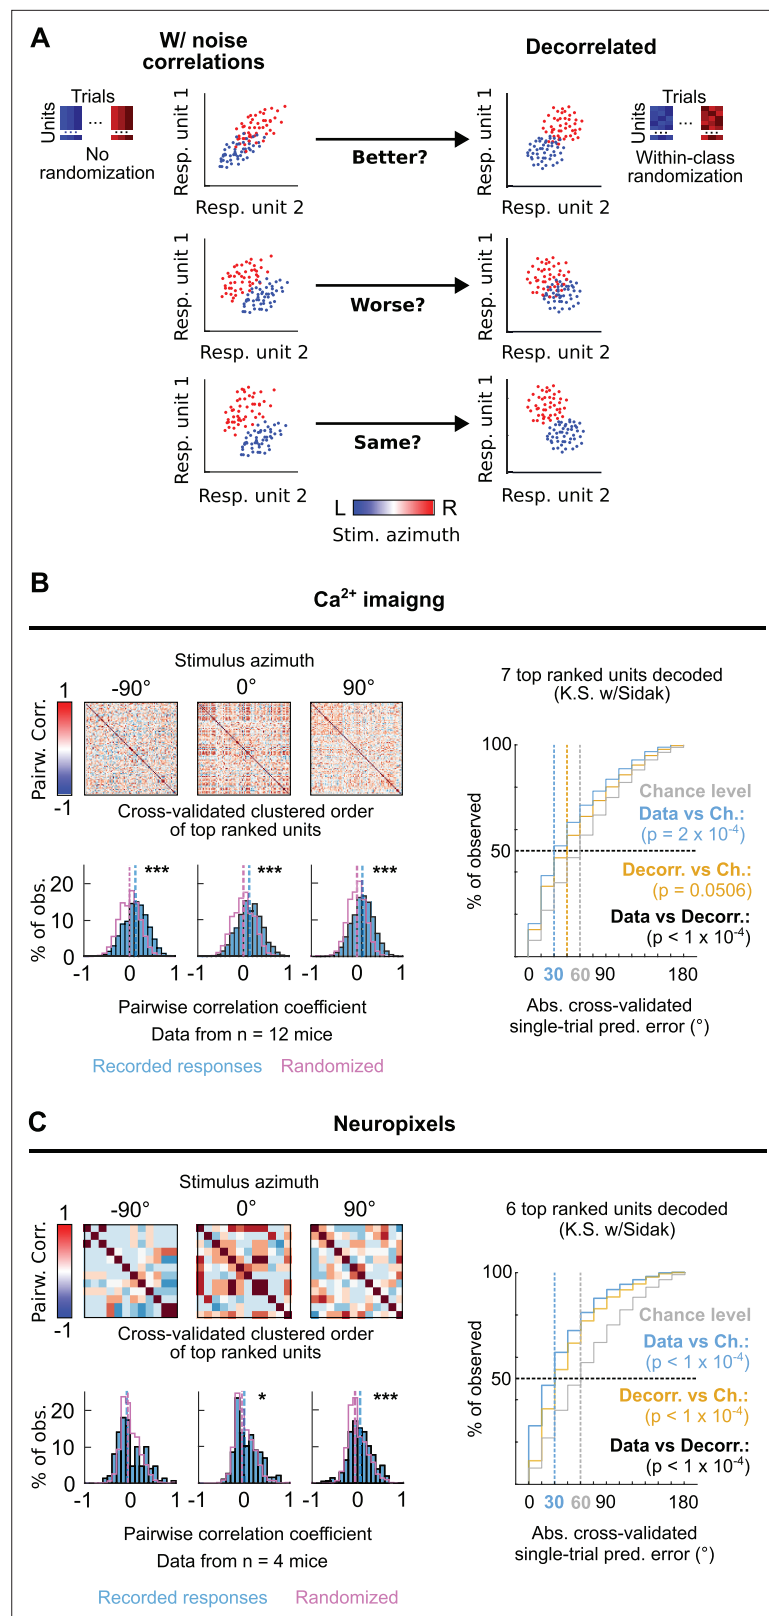 A
W/ noise
correlations
Decorrelated
Trials
Units
...
...
No
randomization
Resp. unit 1
Resp. unit 2
Better?
Resp. unit 1
Resp. unit 2
Trials
Units
...
...
Within-class
randomization
Resp. unit 1
Resp. unit 2
Worse?
Resp. unit 1
Resp. unit 2
Resp. unit 1
Resp. unit 2
Same?
Resp. unit 1
Resp. unit 2
L R
Stim. azimuth
B
Ca2+ imaigng
Stimulus azimuth
-90° 0° 90°
1
Pairw. Corr.
-1
Cross-validated clustered order
of top ranked units
% of obs.
20
10
0
*** *** ***
-1 0 1 0 1 0 1
Pairwise correlation coefficient
Data from n = 12 mice
Recorded responses Randomized
7 top ranked units decoded
(K.S. w/Sidak)
% of observed
100
50
Chance level
Data vs Ch.:
(p = 2 x 10-4)
Decorr. vs Ch.:
(p = 0.0506)
Data vs Decorr.:
(p < 1 x 10-4)
0 30 60 90 180
Abs. cross-validated
single-trial pred. error (°)
C
Neuropixels
Stimulus azimuth
-90° 0° 90°
1
Pairw. Corr.
-1
Cross-validated clustered order
of top ranked units
% of obs.
20
10
0
* ***
-1 0 1 0 1 0 1
Pairwise correlation coefficient
Data from n = 4 mice
Recorded responses Randomized
6 top ranked units decoded
(K.S. w/Sidak)
% of observed
100
50
Chance level
Data vs Ch.:
(p < 1 x 10-4)
Decorr. vs Ch.:
(p < 1 x 10-4)
Data vs Decorr.:
(p < 1 x 10-4)
0 30 60 90 180
Abs. cross-validated
single-trial pred. error (°)